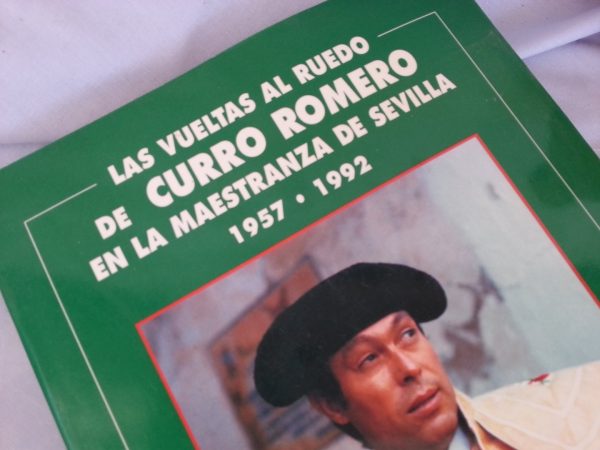 LAS VUELTAS AL RUEDO
DE CURRO ROMERO
EN LA MAESTRANZA DE SEVILLA
1957 • 1992